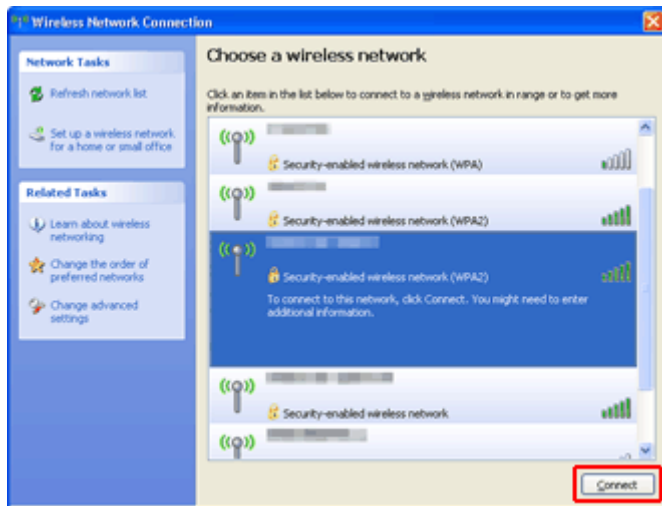 Wireless Network Connection
Network Tasks
Refresh network list
Set up a wireless network
for a home or small office
Related Tasks
Learn about wireless
networking
Change the order of
preferred networks
Change advanced
settings
Choose a wireless network
Click an item in the list below to connect to a wireless network in range or to get more
information.
Security-enabled wireless network (WPA)
Security-enabled wireless network (WPA2)
Security-enabled wireless network (WPA2)
To connect to this network, click Connect. You might need to enter
additional information.
Security-enabled wireless network
Connect